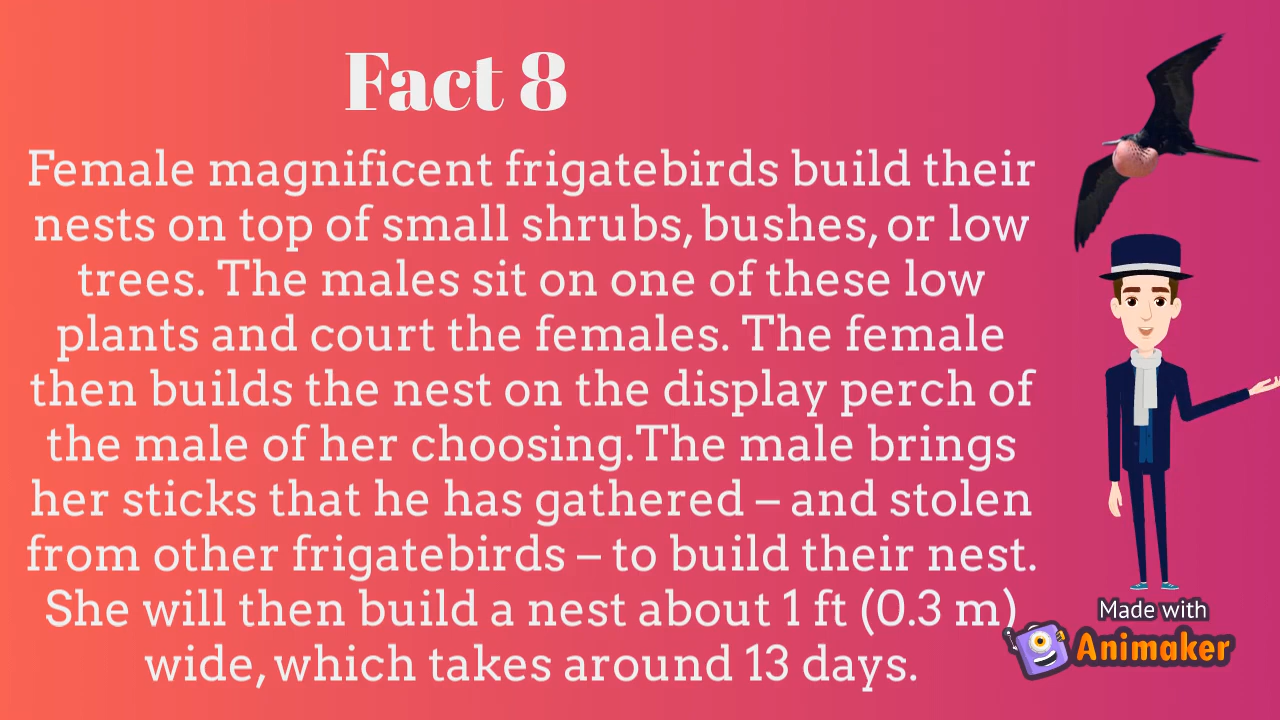 Fact 8
Female magnificent frigatebirds build their
nests on top of small shrubs, bushes, or low
trees. The males sit on one of these low
plants and court the females. The female
then builds the nest on the display perch of
the male of her choosing.The male brings
her sticks that he has gathered – and stolen
from other frigatebirds – to build their nest.
She will then build a nest about 1 ft (0.3 m)
wide, which takes around 13 days.
Made with
Animaker